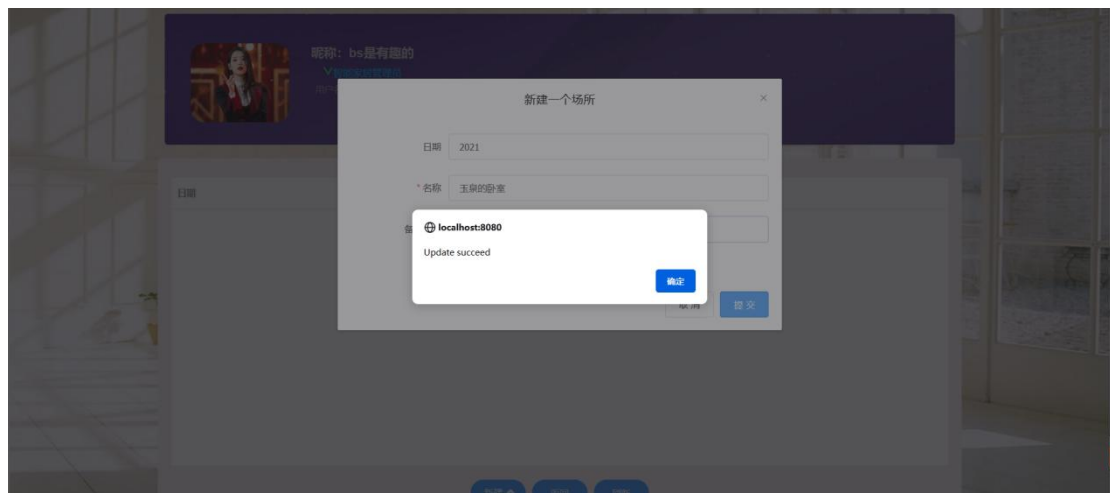 昵称：bs是有趣的
新建一个场所
×
日期 2021
日期
* 名称 玉泉的卧室
localhost:8080
Update succeed
确定
取消
提交